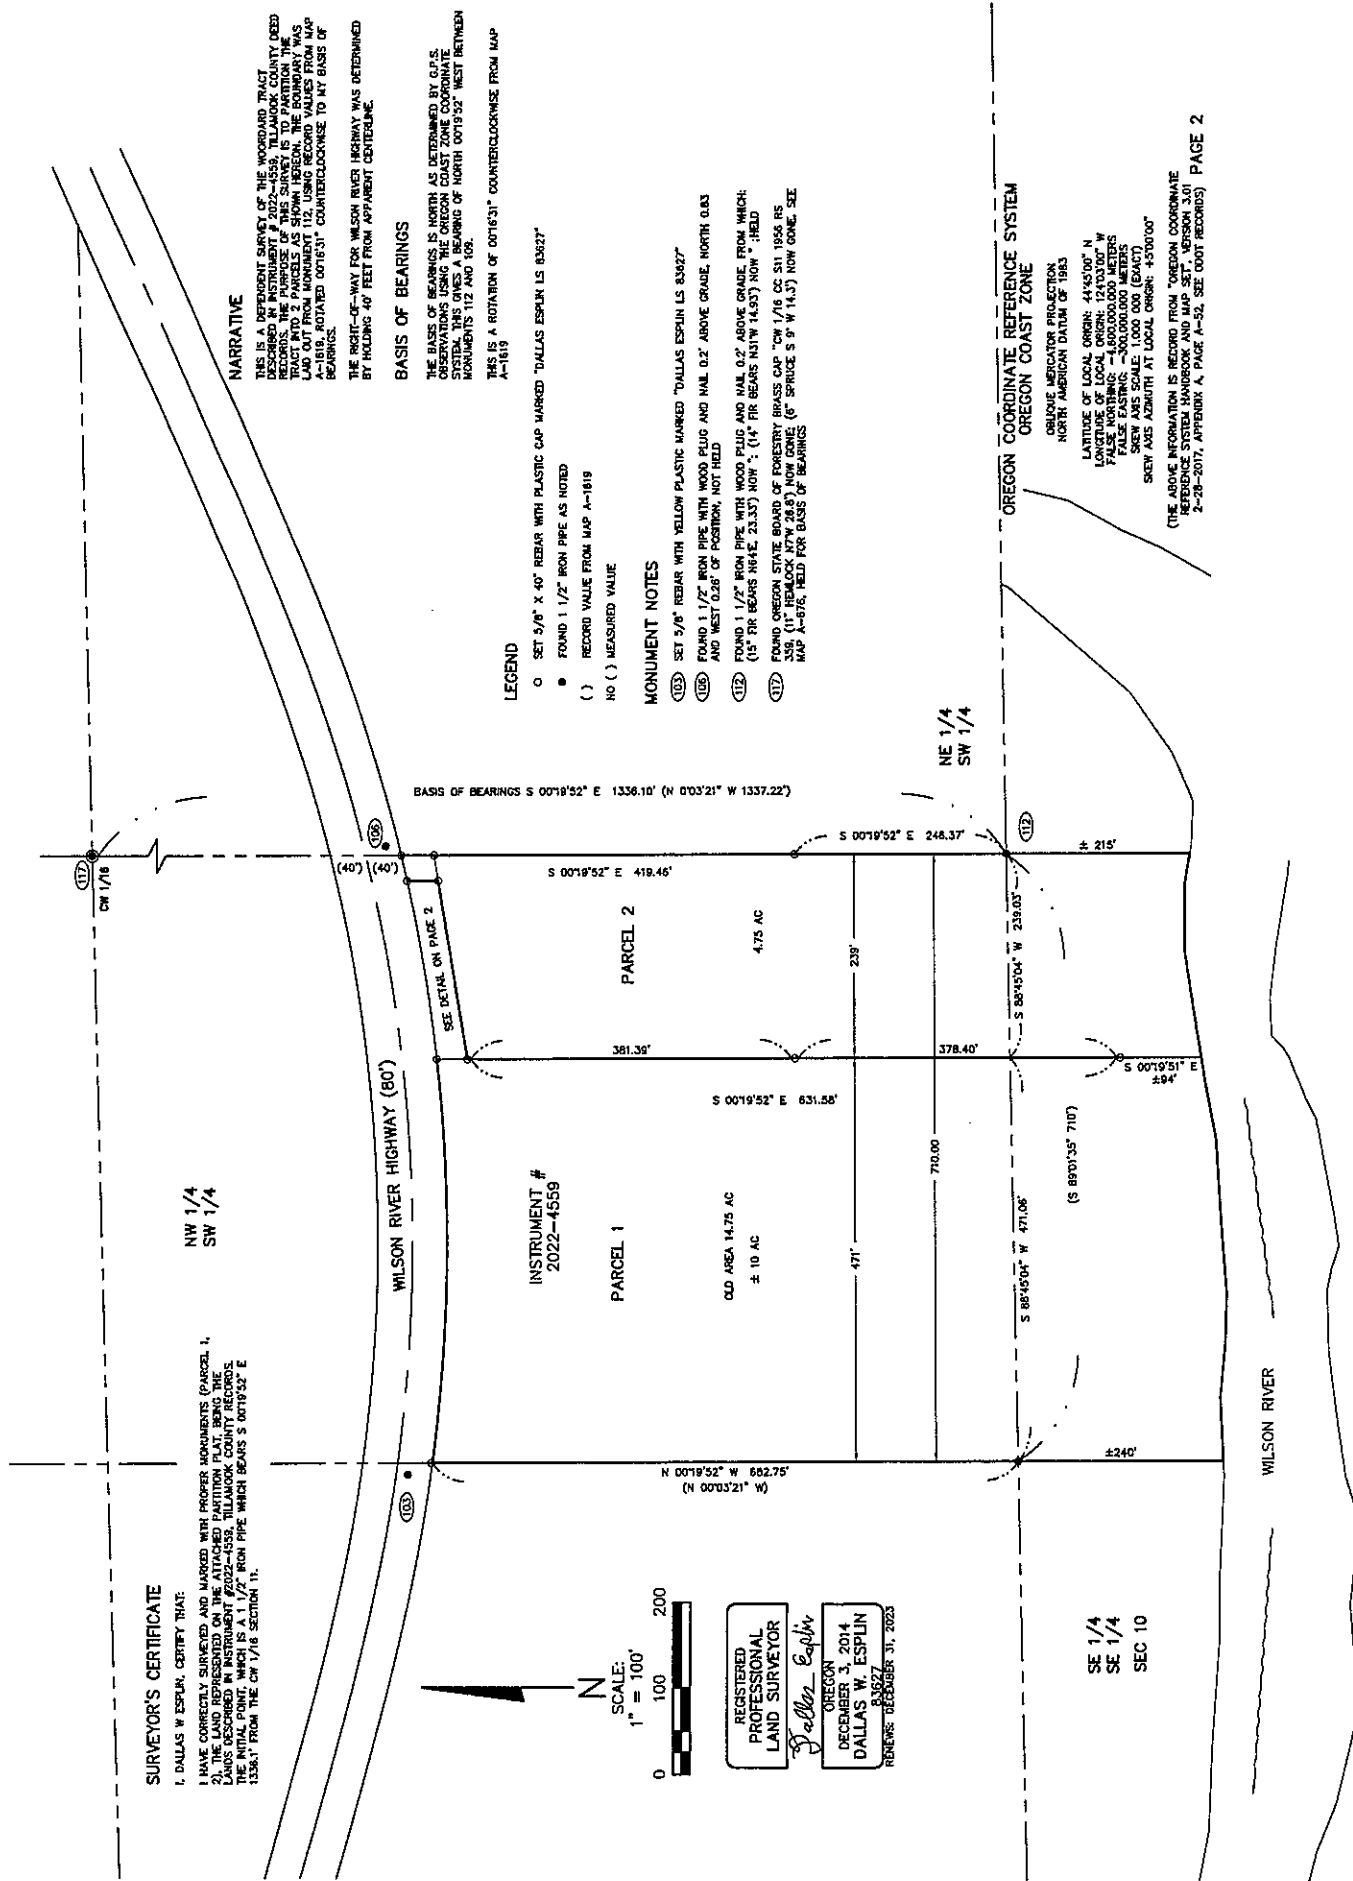 SURVEYOR'S CERTIFICATE
I, DALLAS W ESPLIN, CERTIFY THAT:
I HAVE CORRECTLY SURVEYED AND MARKED WITH PROPER MONUMENTS (PARCEL 1,
2), THE LAND REPRESENTED ON THE ATTACHED PARTITION PLAT, BEING THE
LANDS DESCRIBED IN INSTRUMENT #2022-4559, TILLAMOOK COUNTY RECORDS.
THE INITIAL POINT, WHICH IS A 1 1/2" IRON PIPE WHICH BEARS S 00°19'52" E
1336.1' FROM THE CW 1/16 SECTION 11.
NW 1/4
SW 1/4
117
CW 1/16
NARRATIVE
THIS IS A DEPENDENT SURVEY OF THE WOORDARD TRACT
DESCRIBED IN INSTRUMENT # 2022-4559, TILLAMOOK COUNTY DEED
RECORDS. THE PURPOSE OF THIS SURVEY IS TO PARTITION THE
TRACT INTO 2 PARCELS AS SHOWN HEREON. THE BOUNDARY WAS
LAID OUT FROM MONUMENT 112, USING RECORD VALUES FROM MAP
A-1619, ROTATED 00°16'31" COUNTERCLOCKWISE TO MY BASIS OF
BEARINGS.
THE RIGHT-OF-WAY FOR WILSON RIVER HIGHWAY WAS DETERMINED
BY HOLDING 40' FEET FROM APPARENT CENTERLINE.
BASIS OF BEARINGS
THE BASIS OF BEARINGS IS NORTH AS DETERMINED BY G.P.S.
OBSERVATIONS USING THE OREGON COAST ZONE COORDINATE
SYSTEM. THIS GIVES A BEARING OF NORTH 00°19'52" WEST BETWEEN
MONUMENTS 112 AND 109.
THIS IS A ROTATION OF 00°16'31" COUNTERCLOCKWISE FROM MAP
A-1619
LEGEND
SET 5/8" X 40" REBAR WITH PLASTIC CAP MARKED "DALLAS ESPLIN LS 83627"
FOUND 1 1/2" IRON PIPE AS NOTED
( ) RECORD VALUE FROM MAP A-1619
NO ( ) MEASURED VALUE
MONUMENT NOTES
103 SET 5/8" REBAR WITH YELLOW PLASTIC MARKED "DALLAS ESPLIN LS 83627"
106 FOUND 1 1/2" IRON PIPE WITH WOOD PLUG AND NAIL 0.2' ABOVE GRADE, NORTH 0.83
AND WEST 0.26' OF POSITION, NOT HELD
112 FOUND 1 1/2" IRON PIPE WITH WOOD PLUG AND NAIL 0.2' ABOVE GRADE, FROM WHICH:
(15" FIR BEARS N64°E, 23.33') NOW "; (14" FIR BEARS N31°W 14.93') NOW " ;HELD
117 FOUND OREGON STATE BOARD OF FORESTRY BRASS CAP "CW 1/16 CC S11 1956 RS
359, (11" HEMLOCK N7°W 26.6') NOW GONE; (6" SPRUCE S 9° W 14.3') NOW GONE, SEE
MAP A-676, HELD FOR BASIS OF BEARINGS
WILSON RIVER HIGHWAY (80')
103
106
(40') (40')
SEE DETAIL ON PAGE 2
BASIS OF BEARINGS S 00°19'52" E 1336.10' (N 0°03'21" W 1337.22')
S 00°19'52" E 419.46'
S 00°19'52" E 246.37'
112
± 215'
PARCEL 2
4.75 AC
INSTRUMENT #
2022-4559
PARCEL 1
OLD AREA 14.75 AC
± 10 AC
381.39'
378.40'
S 00°19'52" E 631.58'
S 00°19'51" E
±94'
239'
471'
710.00
S 88°45'04" W 239.03'
S 88°45'04" W 471.06'
(S 89°01'35" 710')
N 00°19'52" W 682.75'
(N 00°03'21" W)
±240'
NE 1/4
SW 1/4
N
SCALE:
1" = 100'
0 100 200
REGISTERED
PROFESSIONAL
LAND SURVEYOR
Dallas Esplin
OREGON
DECEMBER 3, 2014
DALLAS W. ESPLIN
83627
RENEWS: DECEMBER 31, 2023
SE 1/4
SE 1/4
SEC 10
WILSON RIVER
OREGON COORDINATE REFERENCE SYSTEM
OREGON COAST ZONE
OBLIQUE MERCATOR PROJECTION
NORTH AMERICAN DATUM OF 1983
LATITUDE OF LOCAL ORIGIN: 44°45'00" N
LONGITUDE OF LOCAL ORIGIN: 124°03'00" W
FALSE NORTHING: -4,600,000.000 METERS
FALSE EASTING: -300,000.000 METERS
SKEW AXIS SCALE: 1.000 000 (EXACT)
SKEW AXIS AZIMUTH AT LOCAL ORIGIN: +5°00'00"
(THE ABOVE INFORMATION IS RECORD FROM "OREGON COORDINATE
REFERENCE SYSTEM HANDBOOK AND MAP SET", VERSION 3.01
2-28-2017, APPENDIX A, PAGE A-52, SEE ODOT RECORDS) PAGE 2